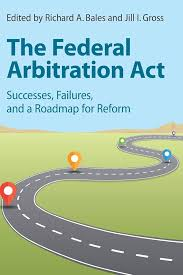 Edited by Richard A. Bales and Jill I. Gross
The Federal
Arbitration Act
Successes, Failures,
and a Roadmap for Reform